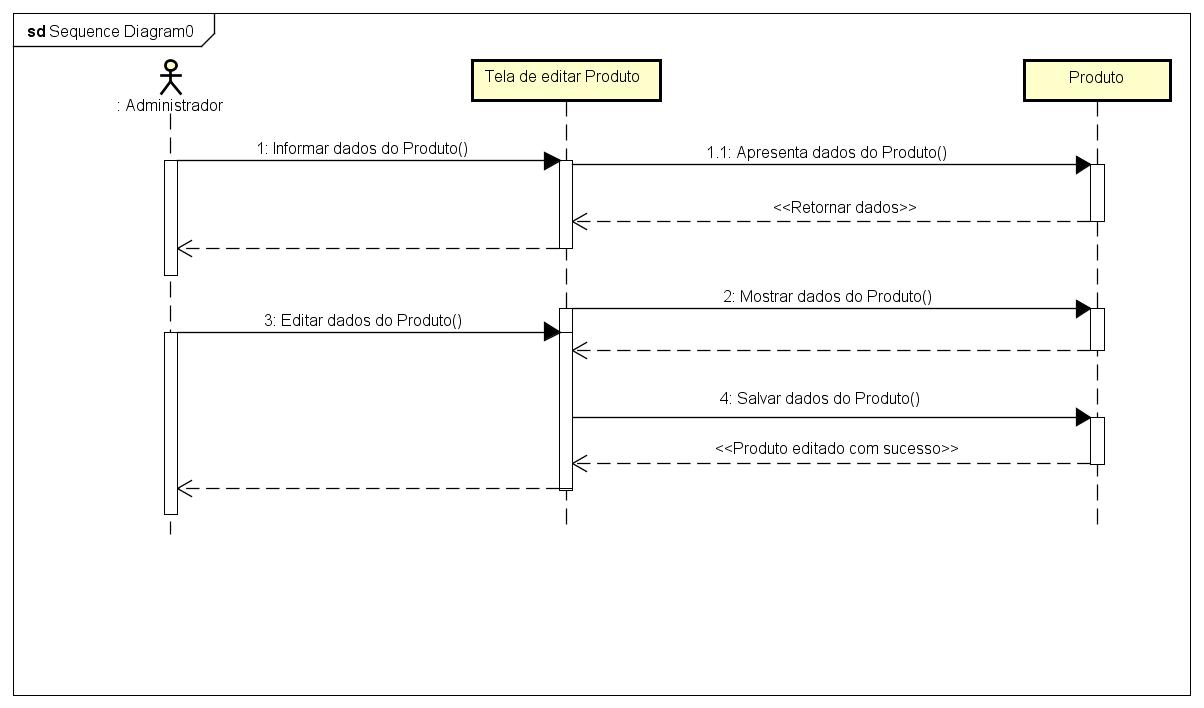 sd Sequence Diagram0
: Administrador
Tela de editar Produto
Produto
1: Informar dados do Produto()
1.1: Apresenta dados do Produto()
<<Retornar dados>>
2: Mostrar dados do Produto()
3: Editar dados do Produto()
4: Salvar dados do Produto()
<<Produto editado com sucesso>>